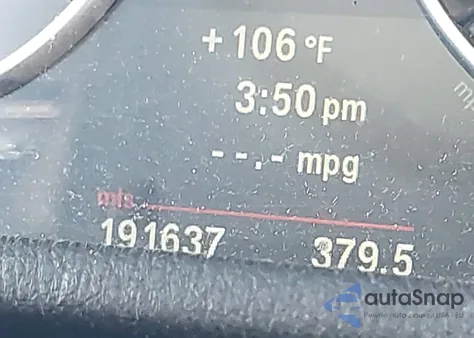 +106 °F
3:50 pm
--.- mpg
mls
191637 379.5
autoSnap